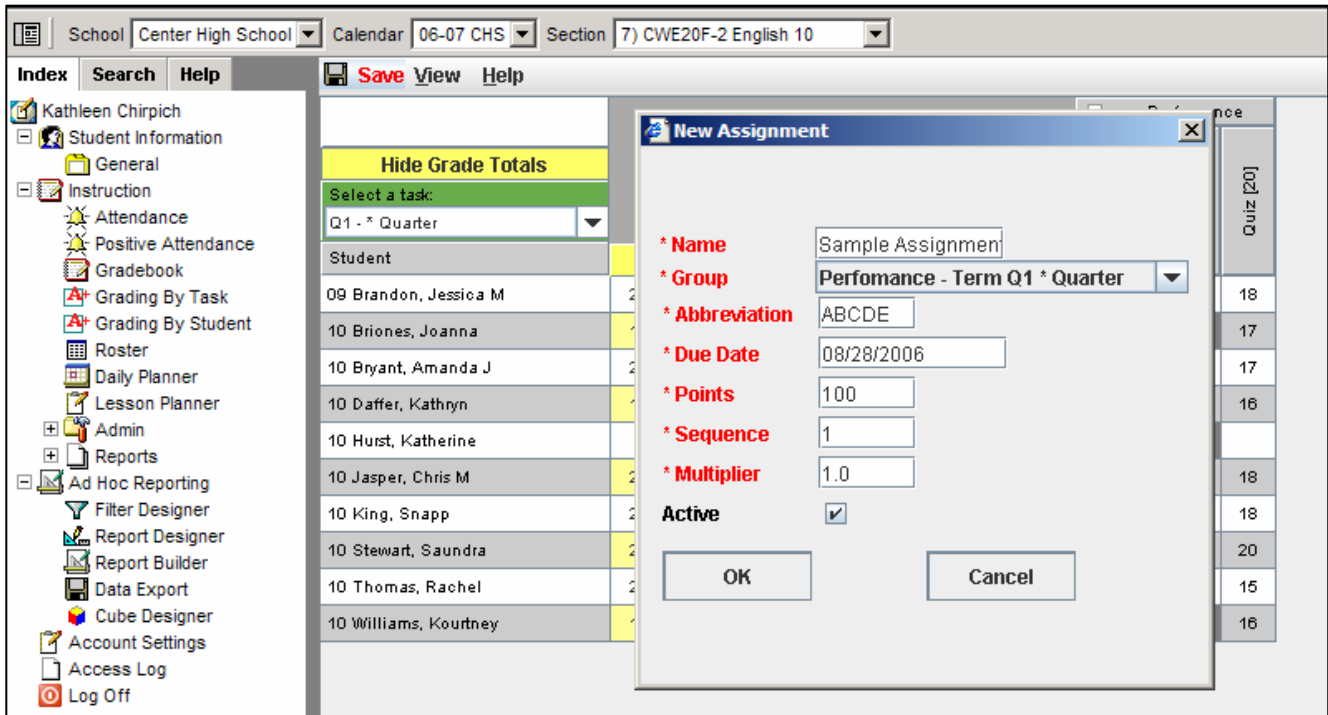 School Center High School Calendar 06-07 CHS Section 7) CWE20F-2 English 10
Index Search Help
Save View Help
Kathleen Chirpich
Student Information
General
Instruction
Attendance
Positive Attendance
Gradebook
Grading By Task
Grading By Student
Roster
Daily Planner
Lesson Planner
Admin
Reports
Ad Hoc Reporting
Filter Designer
Report Designer
Report Builder
Data Export
Cube Designer
Account Settings
Access Log
Log Off
Hide Grade Totals
Select a task:
Q1 - * Quarter
Student
09 Brandon, Jessica M
10 Briones, Joanna
10 Bryant, Amanda J
10 Daffer, Kathryn
10 Hurst, Katherine
10 Jasper, Chris M
10 King, Snapp
10 Stewart, Saundra
10 Thomas, Rachel
10 Williams, Kourtney
New Assignment
* Name Sample Assignment
* Group Perfomance - Term Q1 * Quarter
* Abbreviation ABCDE
* Due Date 08/28/2006
* Points 100
* Sequence 1
* Multiplier 1.0
Active
OK Cancel
Quiz [20]
18
17
17
16
18
18
20
15
16